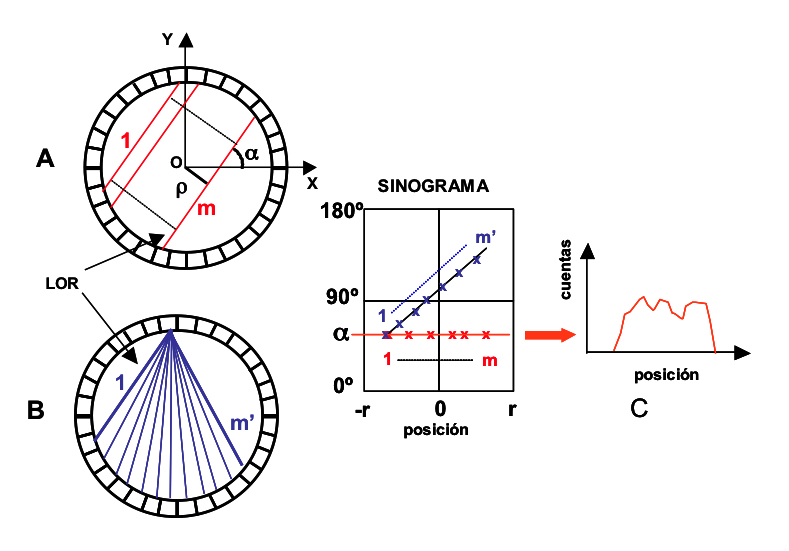 Y
A
1
O
α
X
ρ
m
LOR
B
1
m’
SINOGRAMA
180º
m’
90º
1
α
1
m
0º
-r
0
r
posición
cuentas
posición
C